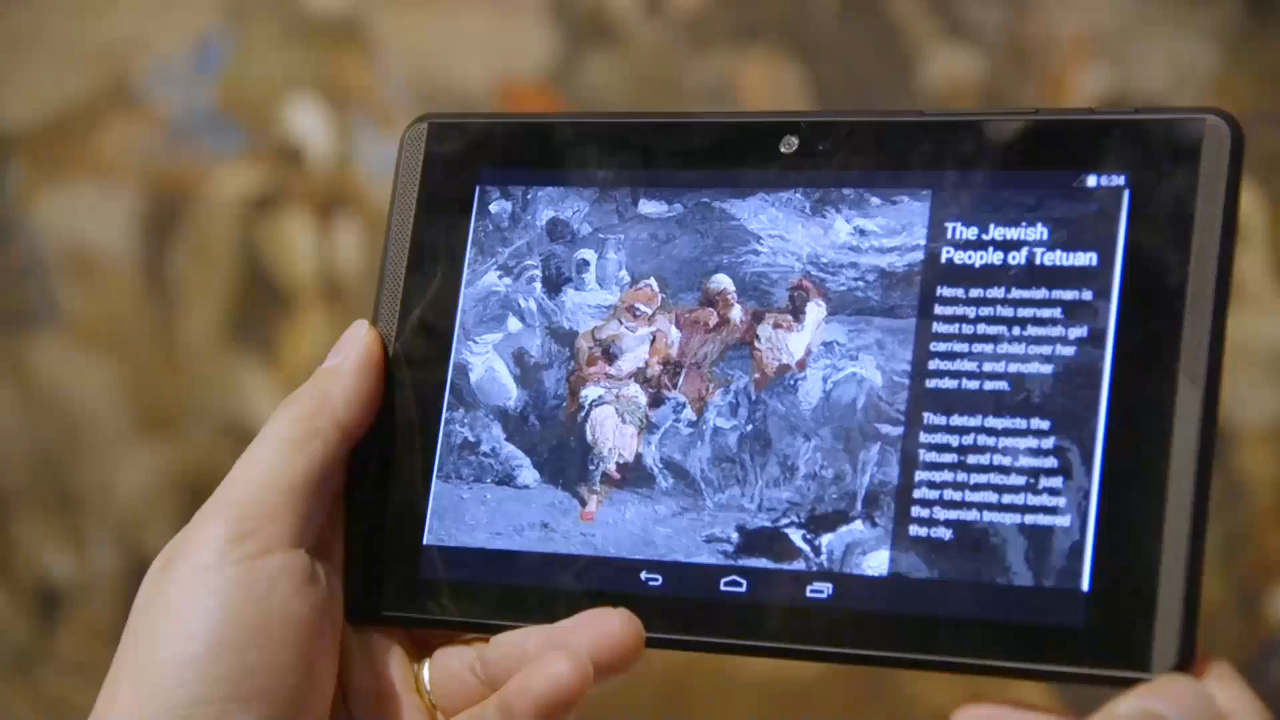 6:34
The Jewish
People of Tetuan
Here, an old Jewish man is
leaning on his servant.
Next to them, a Jewish girl
carries one child over her
shoulder, and another
under her arm.
This detail depicts the
looting of the people of
Tetuan - and the Jewish
people in particular - just
after the battle and before
the Spanish troops entered
the city.